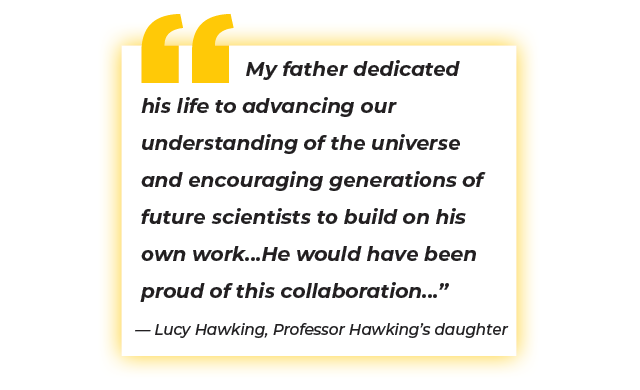 “ My father dedicated
his life to advancing our
understanding of the universe
and encouraging generations of
future scientists to build on his
own work...He would have been
proud of this collaboration...”
— Lucy Hawking, Professor Hawking’s daughter